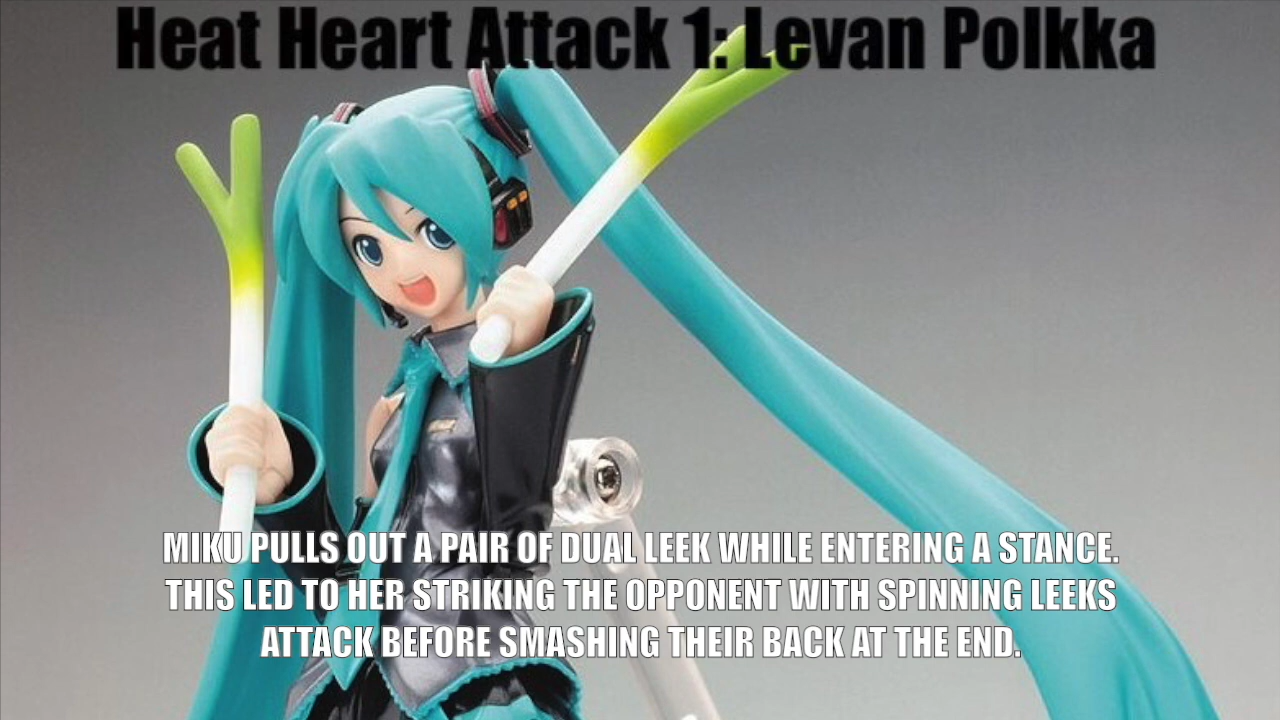 Heat Heart Attack 1: Levan Polkka
MIKU PULLS OUT A PAIR OF DUAL LEEK WHILE ENTERING A STANCE.
THIS LED TO HER STRIKING THE OPPONENT WITH SPINNING LEEKS
ATTACK BEFORE SMASHING THEIR BACK AT THE END.